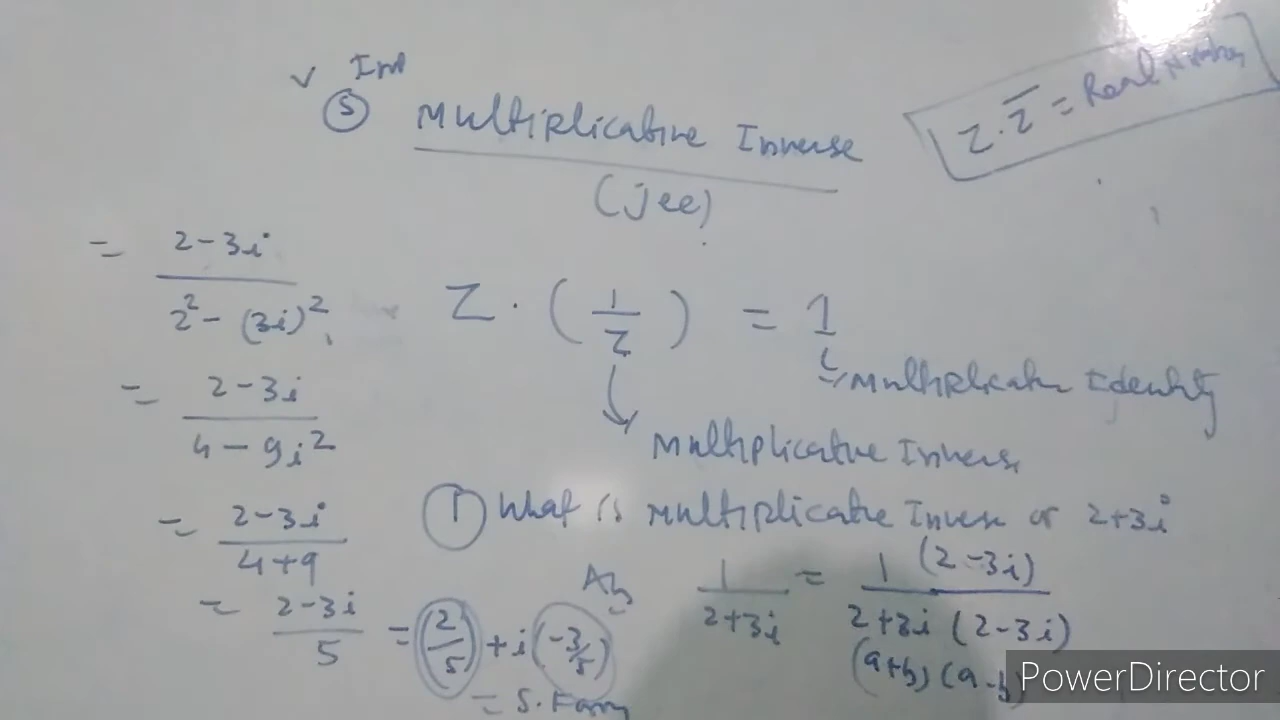 ✓ Imp
⑤ Multiplicative Inverse
(jee)
Z . Z̅ = Real Number
= (2 - 3i) / (2² - (3i)²)
Z . (1/Z) = 1
↳ Multiplicative Identity
Multiplicative Inverse
= (2 - 3i) / (4 - 9i²)
① What is multiplicative Inverse of 2+3i
= (2 - 3i) / (4+9)
1 / (2+3i) = 1 (2 - 3i) / 2+3i (2 - 3i)
(a+b) (a - b)
= (2 - 3i) / 5 = (2/5) + i (-3/5)
= S. Form
PowerDirector